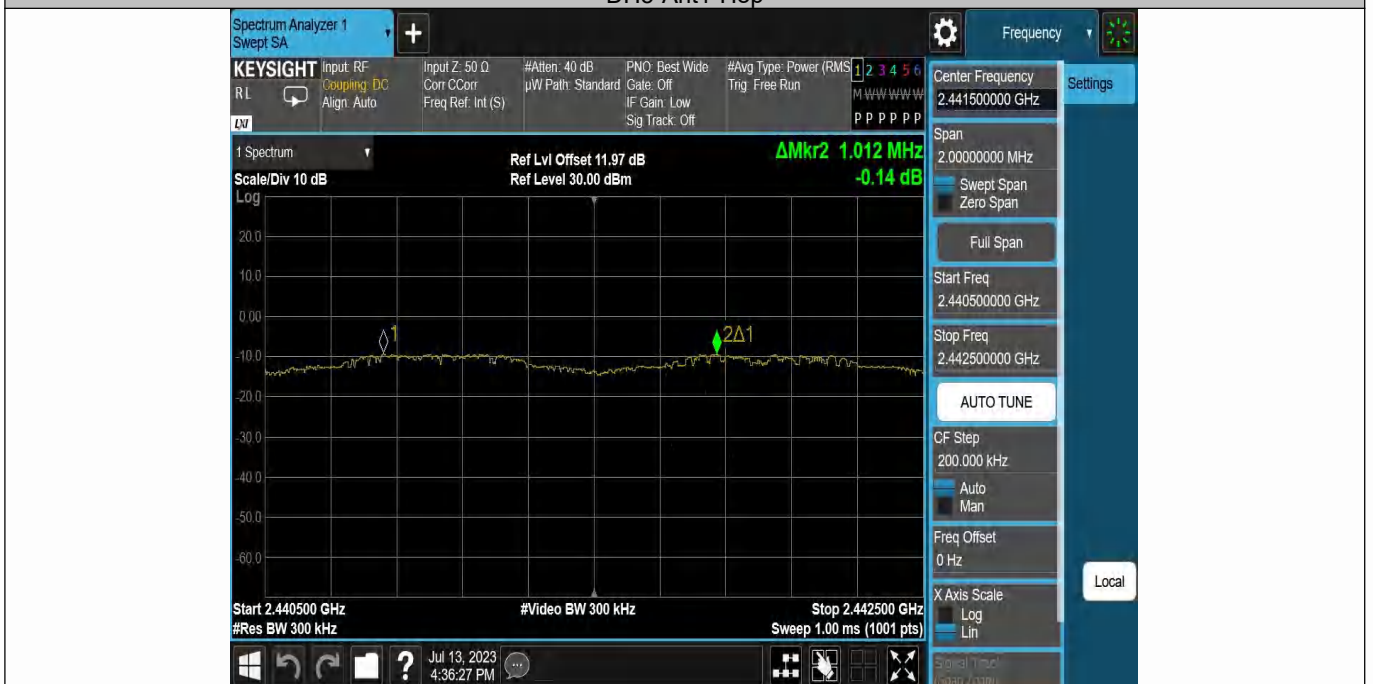 Spectrum Analyzer 1
Swept SA
+
Frequency
KEYSIGHT
RL
LXI
Input: RF
Coupling: DC
Align: Auto
Input Z: 50 Ω
Corr CCorr
Freq Ref: Int (S)
#Atten: 40 dB
µW Path: Standard
PNO: Best Wide
Gate: Off
IF Gain: Low
Sig Track: Off
#Avg Type: Power (RMS
Trig: Free Run
1 2 3 4 5 6
M W W W W W
P P P P P P
1 Spectrum
Scale/Div 10 dB
Log
Ref Lvl Offset 11.97 dB
Ref Level 30.00 dBm
ΔMkr2 1.012 MHz
-0.14 dB
20.0
10.0
0.00
-10.0
-20.0
-30.0
-40.0
-50.0
-60.0
1
2Δ1
Start 2.440500 GHz
#Res BW 300 kHz
#Video BW 300 kHz
Stop 2.442500 GHz
Sweep 1.00 ms (1001 pts)
Center Frequency
2.441500000 GHz
Settings
Span
2.00000000 MHz
Swept Span
Zero Span
Full Span
Start Freq
2.440500000 GHz
Stop Freq
2.442500000 GHz
AUTO TUNE
CF Step
200.000 kHz
Auto
Man
Freq Offset
0 Hz
X Axis Scale
Log
Lin
Local
Signal Track
(Span Zoom)
?
Jul 13, 2023
4:36:27 PM